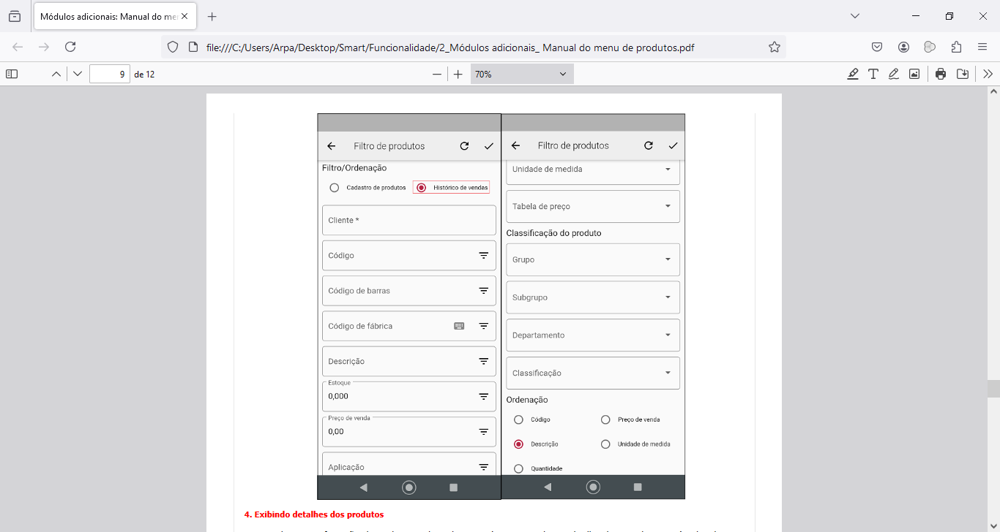 Módulos adicionais: Manual do me
file:///C:/Users/Arpa/Desktop/Smart/Funcionalidade/2_Módulos adicionais_ Manual do menu de produtos.pdf
9 de 12
70%
Filtro de produtos
Filtro/Ordenação
Cadastro de produtos
Histórico de vendas
Cliente *
Código
Código de barras
Código de fábrica
Descrição
Estoque
0,000
Preço de venda
0,00
Aplicação
Filtro de produtos
Unidade de medida
Tabela de preço
Classificação do produto
Grupo
Subgrupo
Departamento
Classificação
Ordenação
Código
Preço de venda
Descrição
Unidade de medida
Quantidade
4. Exibindo detalhes dos produtos